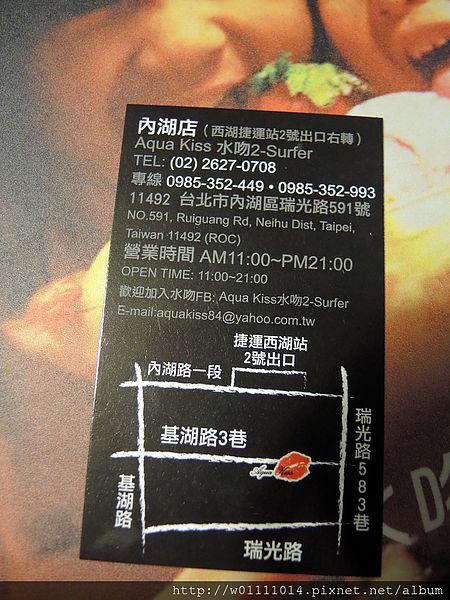 內湖店（西湖捷運站2號出口右轉）
Aqua Kiss 水吻2-Surfer
TEL: (02) 2627-0708
專線 0985-352-449 • 0985-352-993
11492 台北市內湖區瑞光路591號
NO.591, Ruiguang Rd, Neihu Dist, Taipei,
Taiwan 11492 (ROC)
營業時間 AM11:00~PM21:00
OPEN TIME: 11:00~21:00
歡迎加入水吻FB: Aqua Kiss水吻2-Surfer
E-mail:aquakiss84@yahoo.com.tw
捷運西湖站
2號出口
內湖路一段
基湖路3巷
瑞光路583巷
Aqua Kiss
基湖路
瑞光路
水吻
http://w01111014.pixnet.net/album